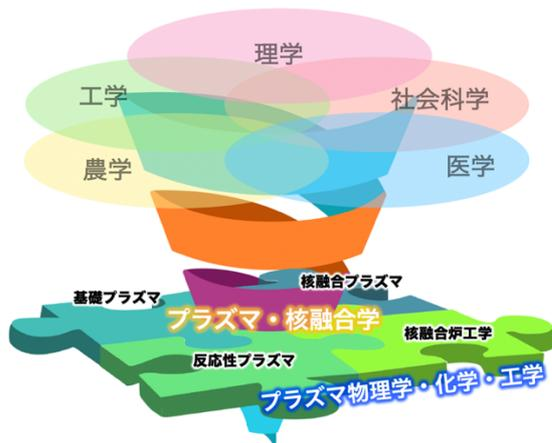 理学
工学
社会科学
農学
医学
核融合プラズマ
基礎プラズマ
プラズマ・核融合学
核融合炉工学
反応性プラズマ
プラズマ物理学・化学・工学